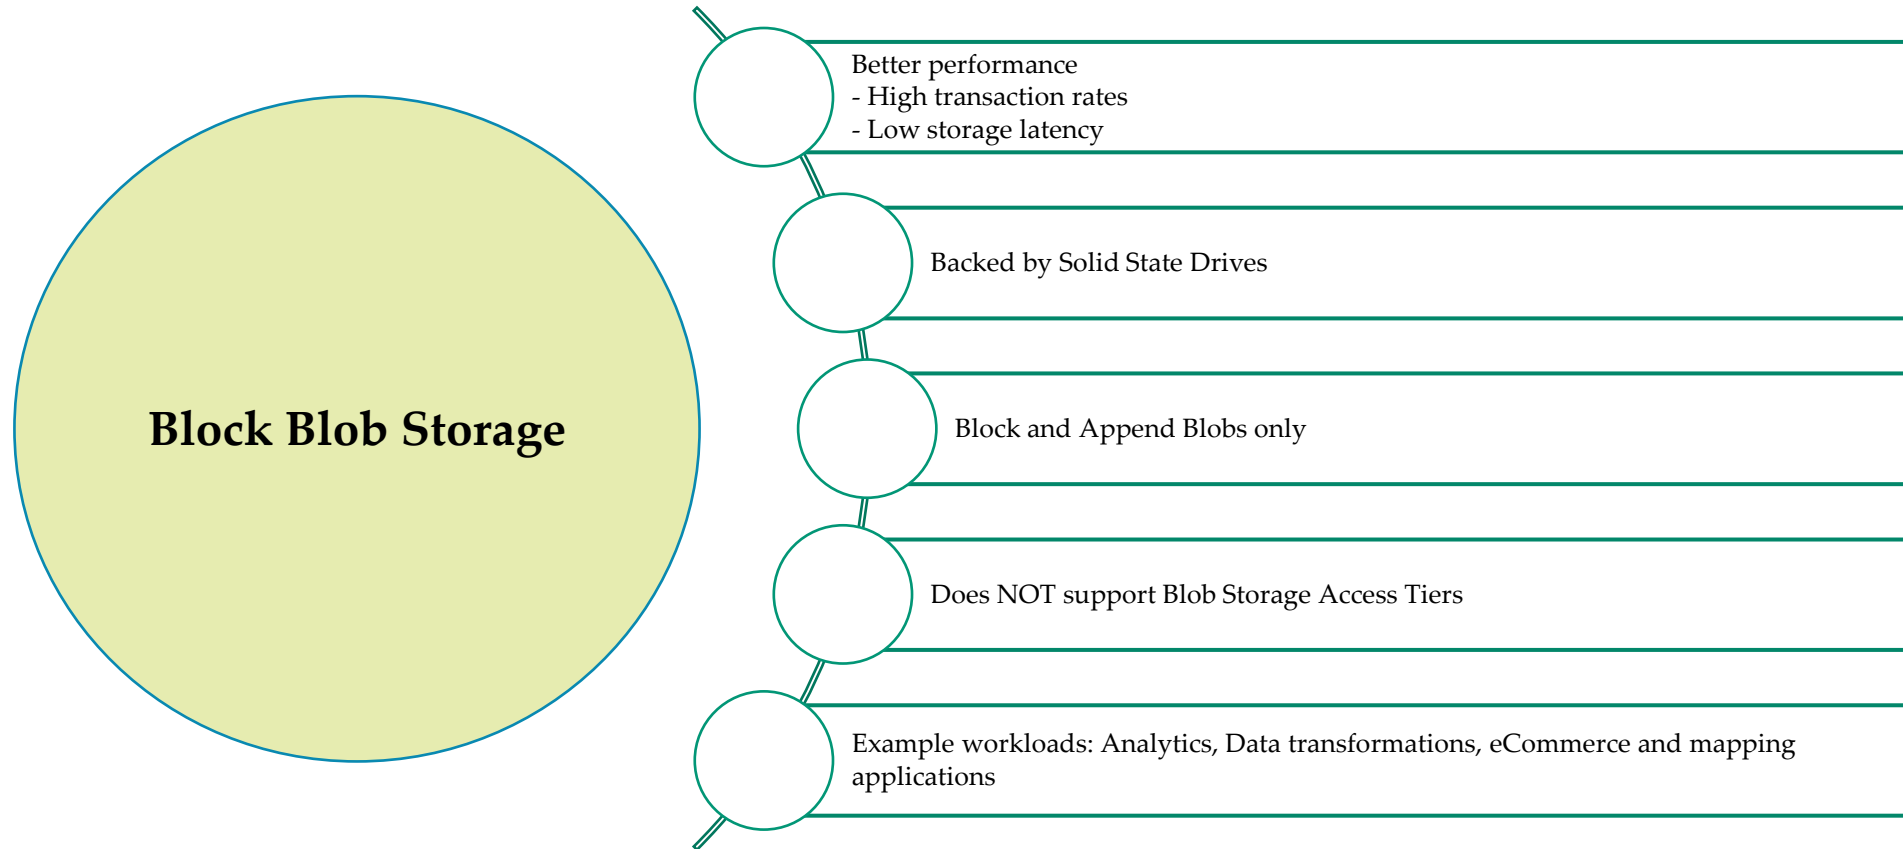 Block Blob Storage
Better performance
- High transaction rates
- Low storage latency
Backed by Solid State Drives
Block and Append Blobs only
Does NOT support Blob Storage Access Tiers
Example workloads: Analytics, Data transformations, eCommerce and mapping
applications